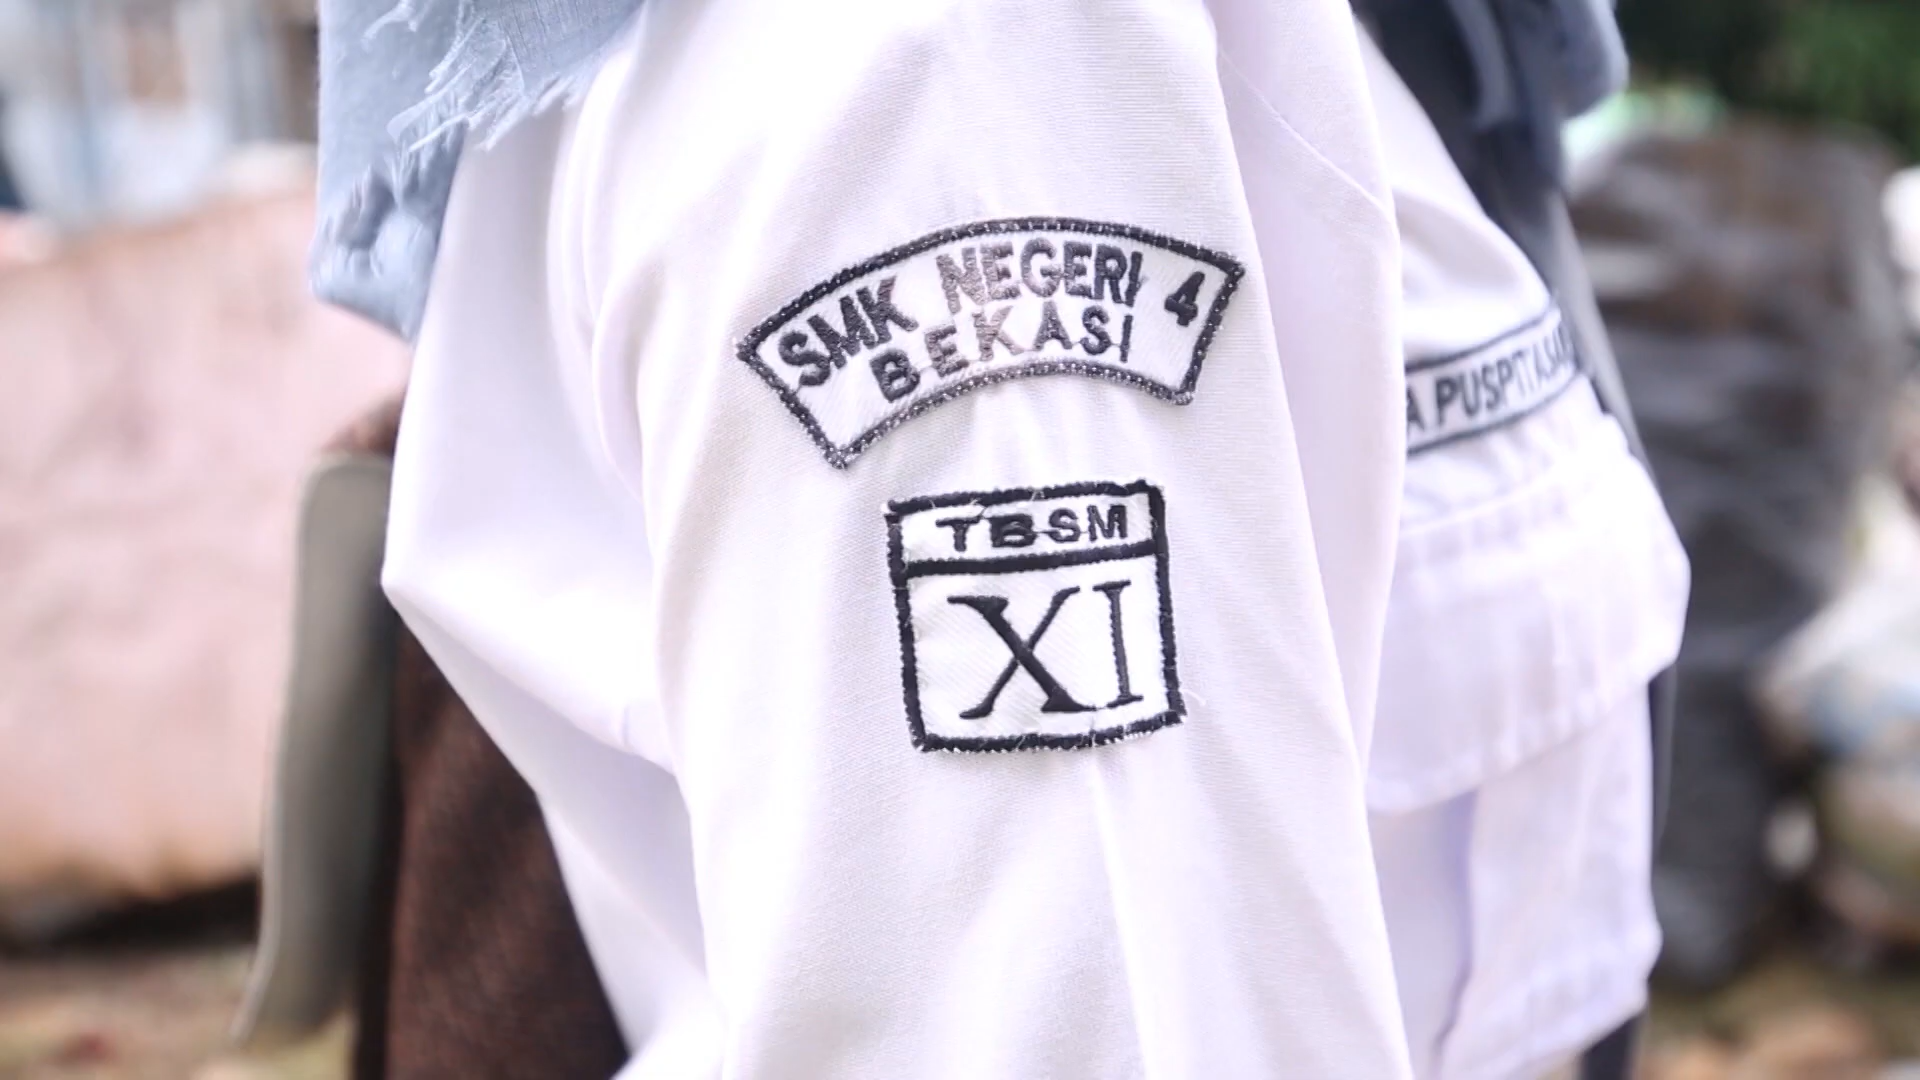 SMK NEGERI 4
BEKASI
TBSM
XI
A PUSPITASA